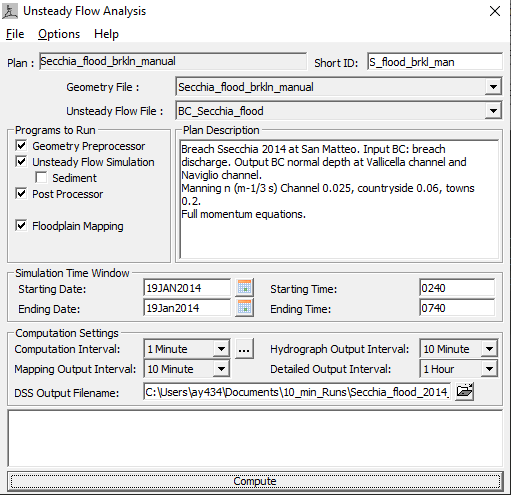 Unsteady Flow Analysis
File Options Help
Plan : Secchia_flood_brkln_manual Short ID: S_flood_brkl_man
Geometry File : Secchia_flood_brkln_manual
Unsteady Flow File : BC_Secchia_flood
Programs to Run
Geometry Preprocessor
Unsteady Flow Simulation
Sediment
Post Processor
Floodplain Mapping
Plan Description
Breach Ssecchia 2014 at San Matteo. Input BC: breach
discharge. Output BC normal depth at Vallicella channel and
Naviglio channel.
Manning n (m-1/3 s) Channel 0.025, countryside 0.06, towns
0.2.
Full momentum equations.
Simulation Time Window
Starting Date: 19JAN2014 Starting Time: 0240
Ending Date: 19Jan2014 Ending Time: 0740
Computation Settings
Computation Interval: 1 Minute ... Hydrograph Output Interval: 10 Minute
Mapping Output Interval: 10 Minute Detailed Output Interval: 1 Hour
DSS Output Filename: C:\Users\ay434\Documents\10_min_Runs\Secchia_flood_2014_
Compute